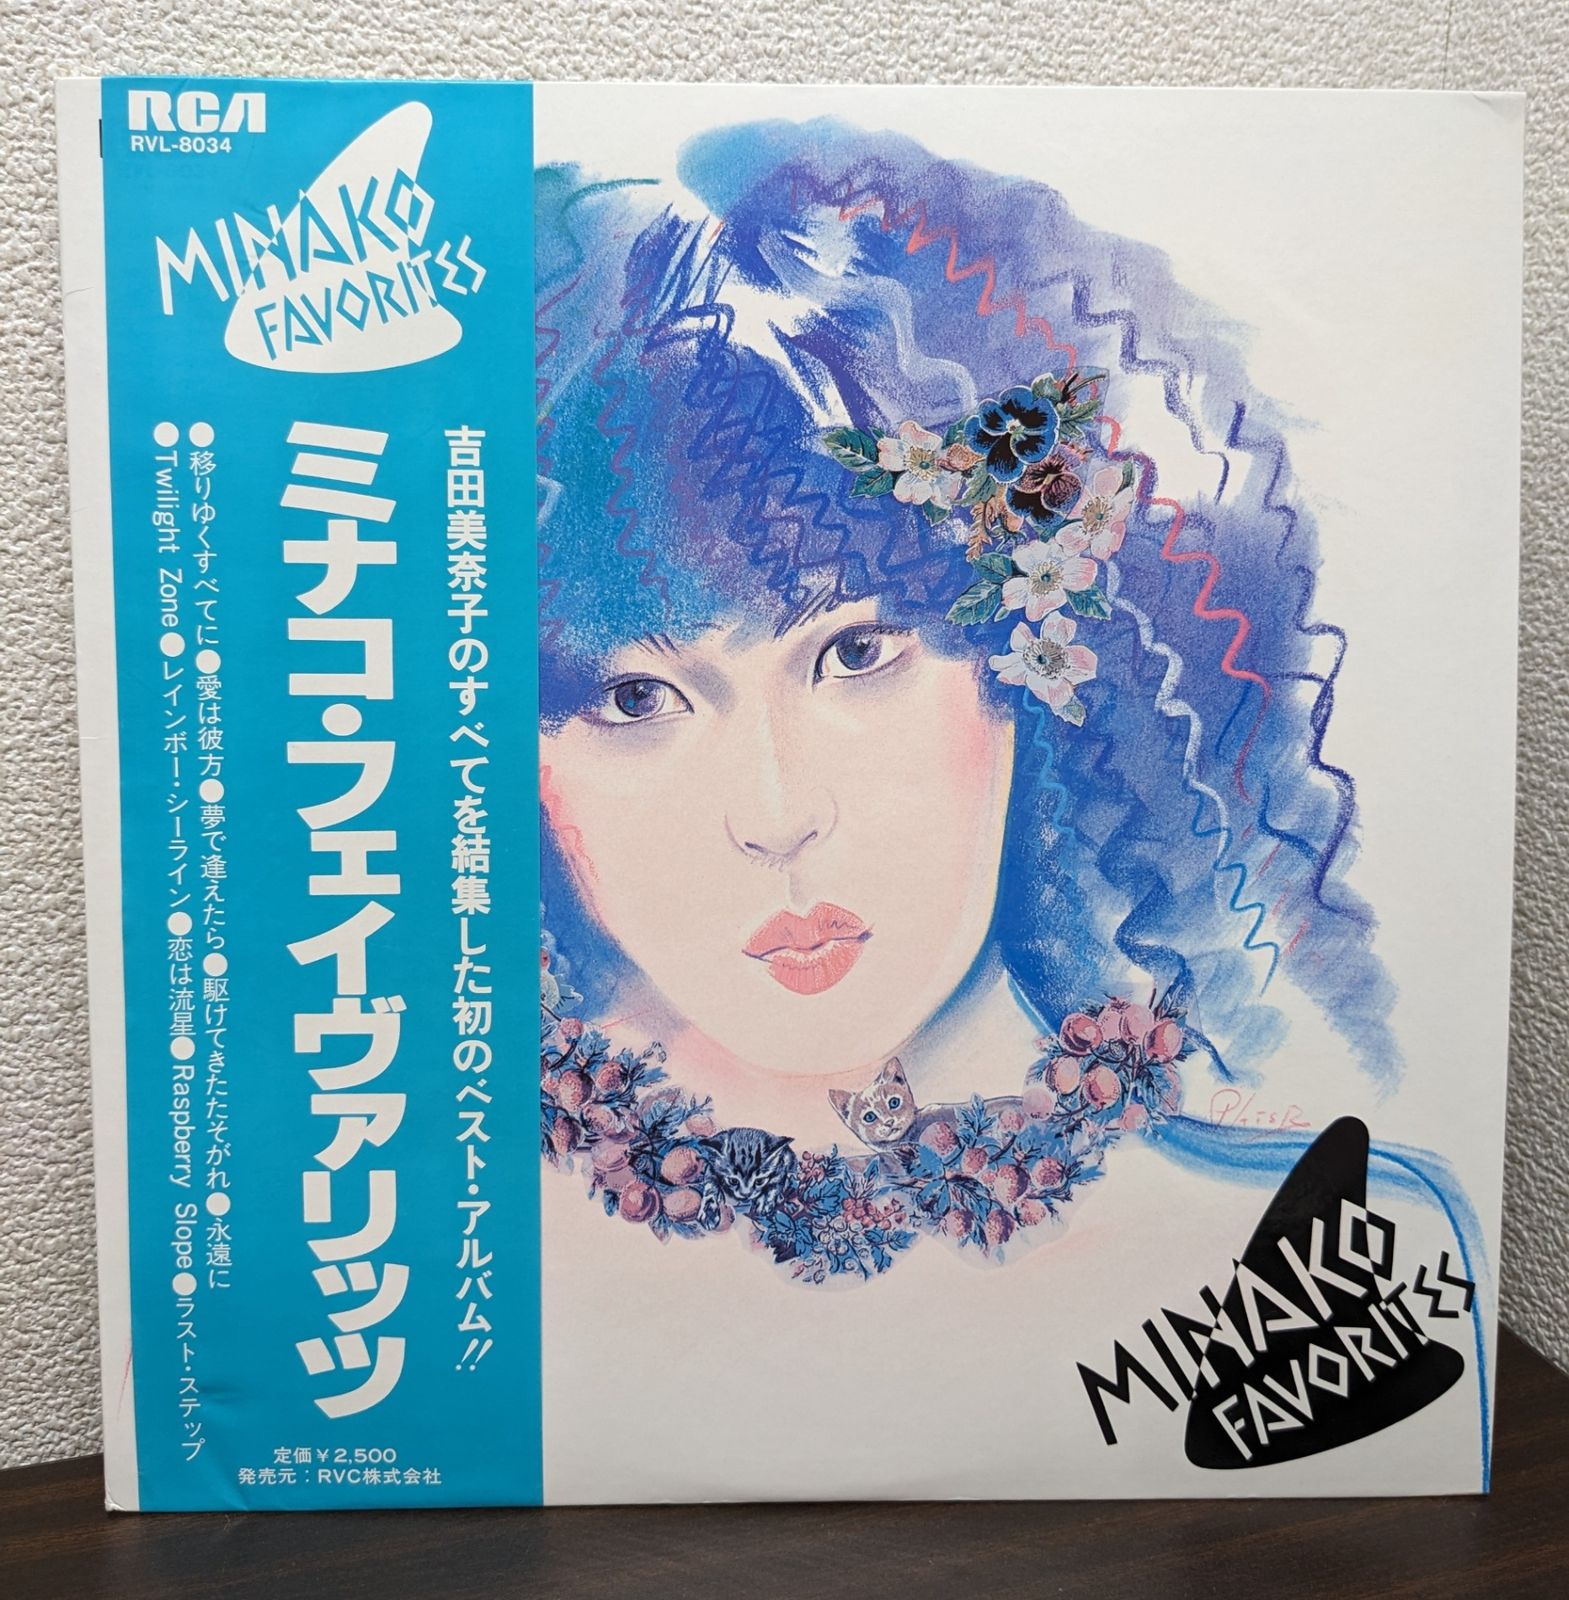 RCA
RVL-8034
MINAKO
FAVORITES
吉田美奈子のすべてを結集した初のベスト・アルバム!!
ミナコ・フェイヴァリッツ
●移りゆくすべてに●愛は彼方●夢で逢えたら●駆けてきたたそがれ●永遠に
●Twilight Zone●レインボー・シーライン●恋は流星●Raspberry Slope●ラスト・ステップ
定価￥2,500
発売元：RVC株式会社
MINAKO
FAVORITES